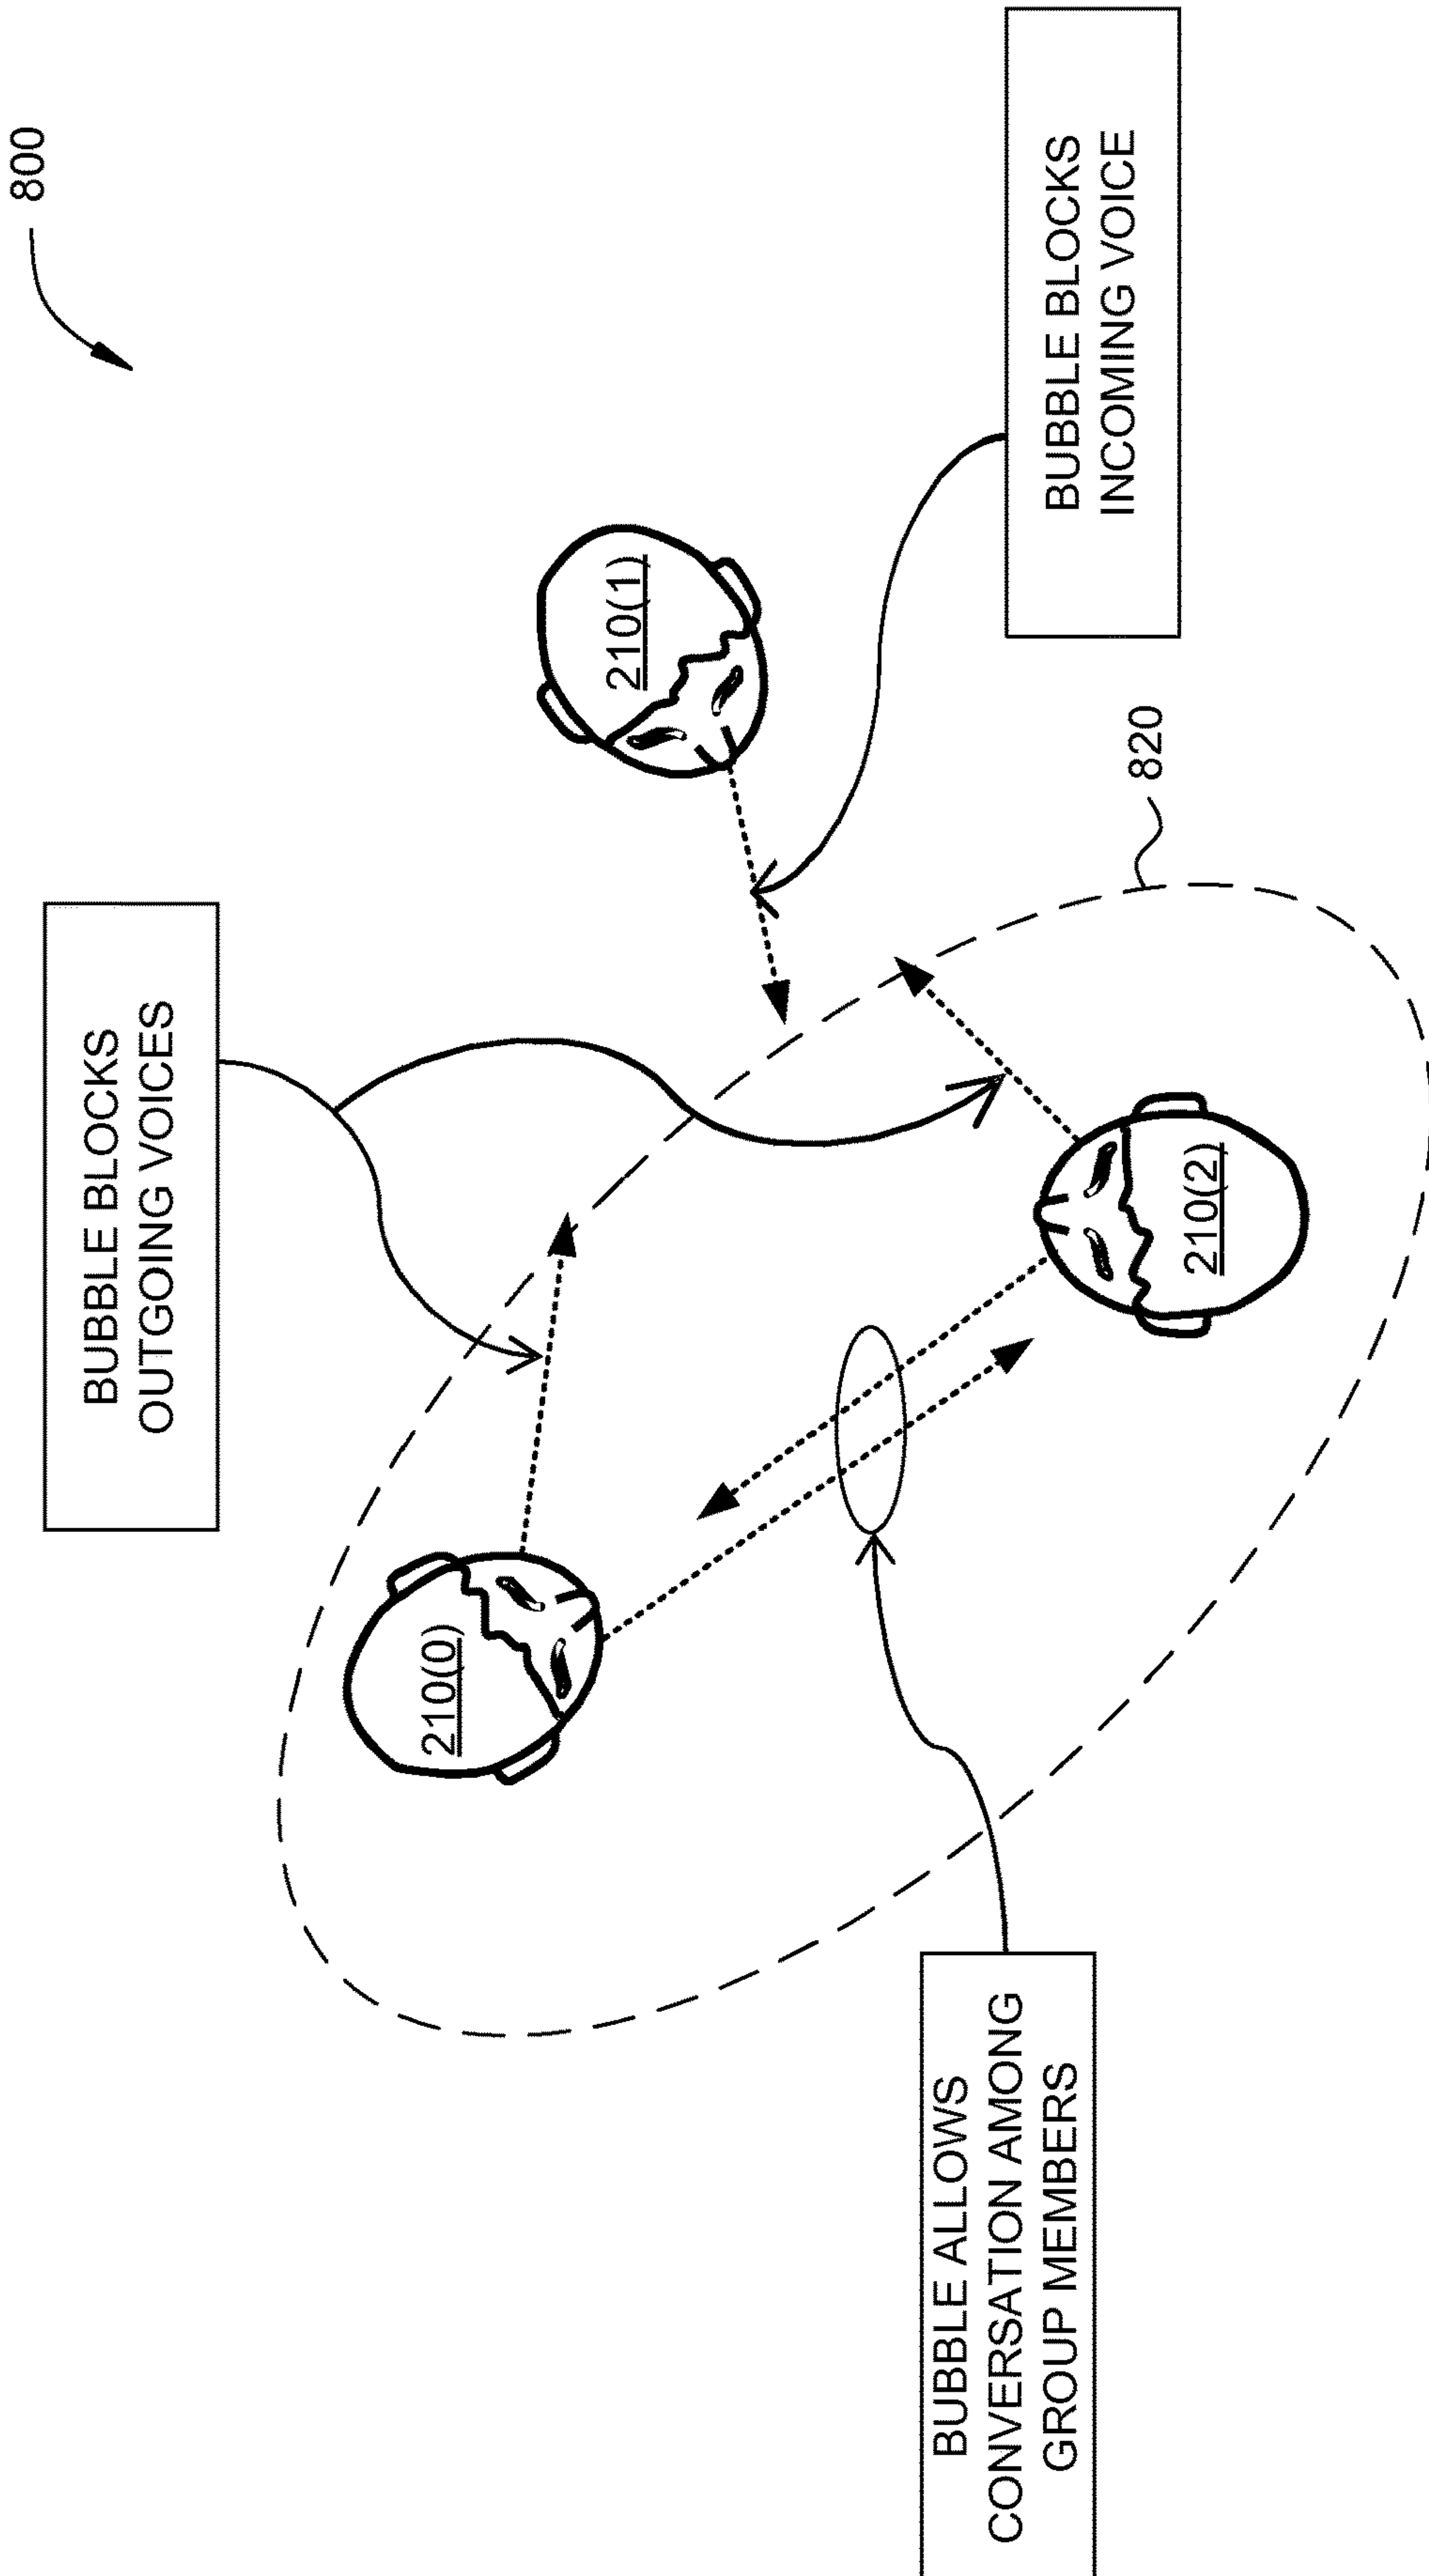 800
BUBBLE BLOCKS
OUTGOING VOICES
210(1)
210(0)
BUBBLE BLOCKS
INCOMING VOICE
820
210(2)
BUBBLE ALLOWS
CONVERSATION AMONG
GROUP MEMBERS